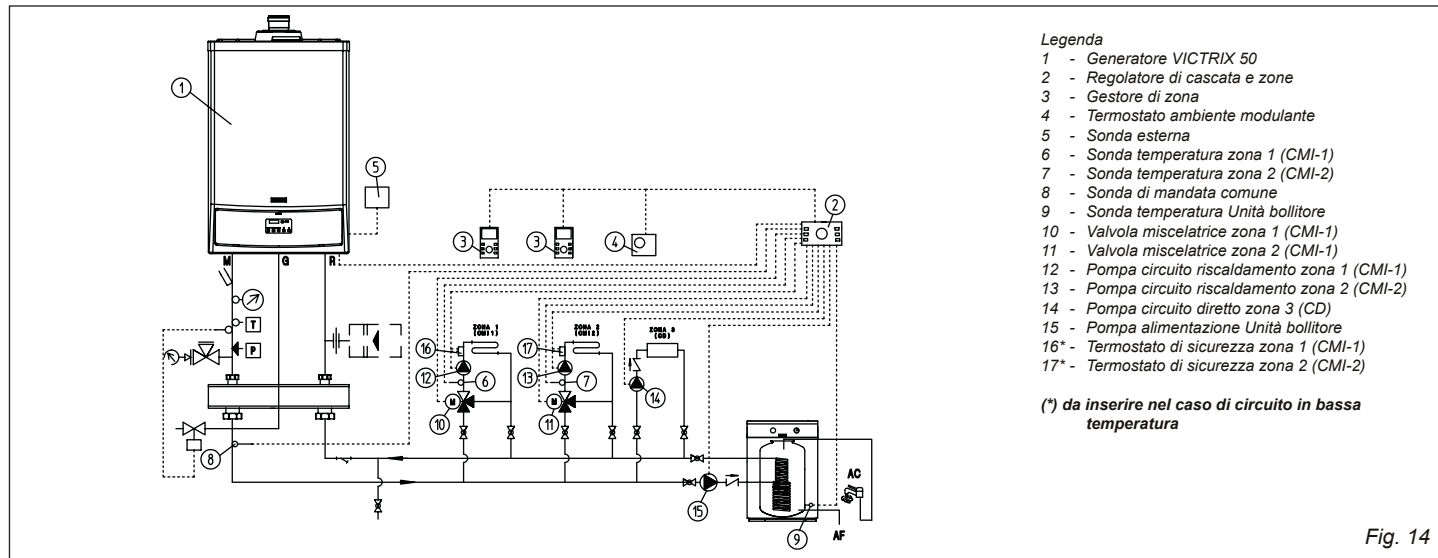 1
5
3
3
4
2
M
G
R
T
P
ZONA 1
(CMI1)
ZONA 2
(CMI2)
ZONA 3
(CD)
16
17
12
6
13
7
14
M
M
10
11
8
15
9
AC
AF
Legenda
1 - Generatore VICTRIX 50
2 - Regolatore di cascata e zone
3 - Gestore di zona
4 - Termostato ambiente modulante
5 - Sonda esterna
6 - Sonda temperatura zona 1 (CMI-1)
7 - Sonda temperatura zona 2 (CMI-2)
8 - Sonda di mandata comune
9 - Sonda temperatura Unità bollitore
10 - Valvola miscelatrice zona 1 (CMI-1)
11 - Valvola miscelatrice zona 2 (CMI-2)
12 - Pompa circuito riscaldamento zona 1 (CMI-1)
13 - Pompa circuito riscaldamento zona 2 (CMI-2)
14 - Pompa circuito diretto zona 3 (CD)
15 - Pompa alimentazione Unità bollitore
16* - Termostato di sicurezza zona 1 (CMI-1)
17* - Termostato di sicurezza zona 2 (CMI-2)
(*) da inserire nel caso di circuito in bassa
temperatura
Fig. 14